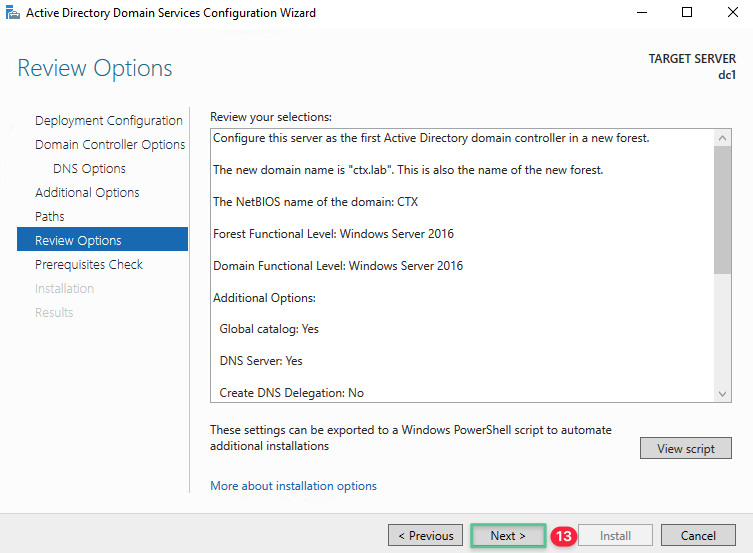 Active Directory Domain Services Configuration Wizard
Review Options
TARGET SERVER
dc1
Deployment Configuration
Domain Controller Options
DNS Options
Additional Options
Paths
Review Options
Prerequisites Check
Installation
Results
Review your selections:
Configure this server as the first Active Directory domain controller in a new forest.
The new domain name is "ctx.lab". This is also the name of the new forest.
The NetBIOS name of the domain: CTX
Forest Functional Level: Windows Server 2016
Domain Functional Level: Windows Server 2016
Additional Options:
Global catalog: Yes
DNS Server: Yes
Create DNS Delegation: No
These settings can be exported to a Windows PowerShell script to automate
additional installations
View script
More about installation options
< Previous
Next >
13
Install
Cancel